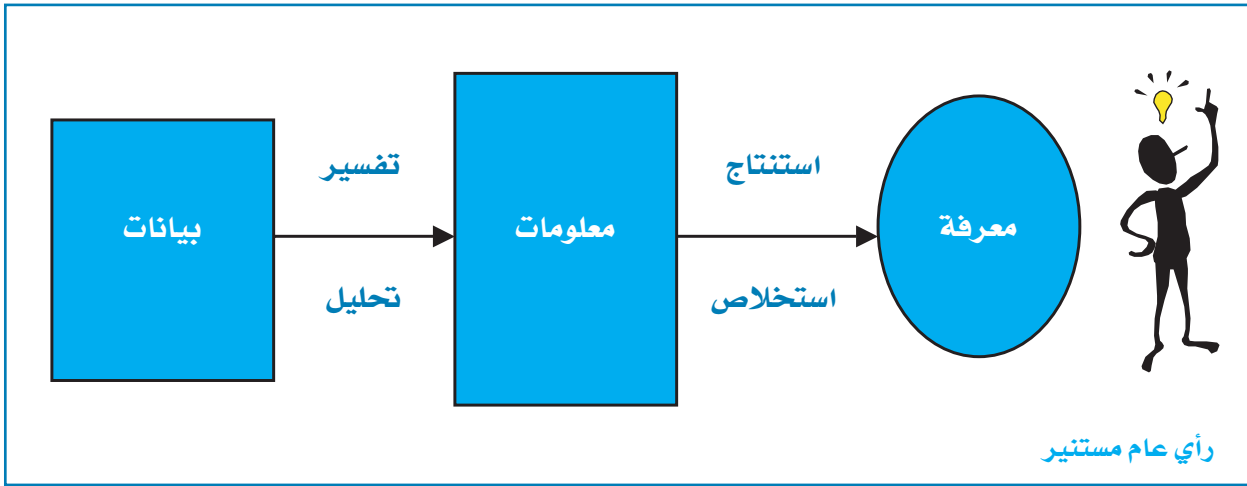 بيانات
تفسير
تحليل
معلومات
استنتاج
استخلاص
معرفة
رأي عام مستنير